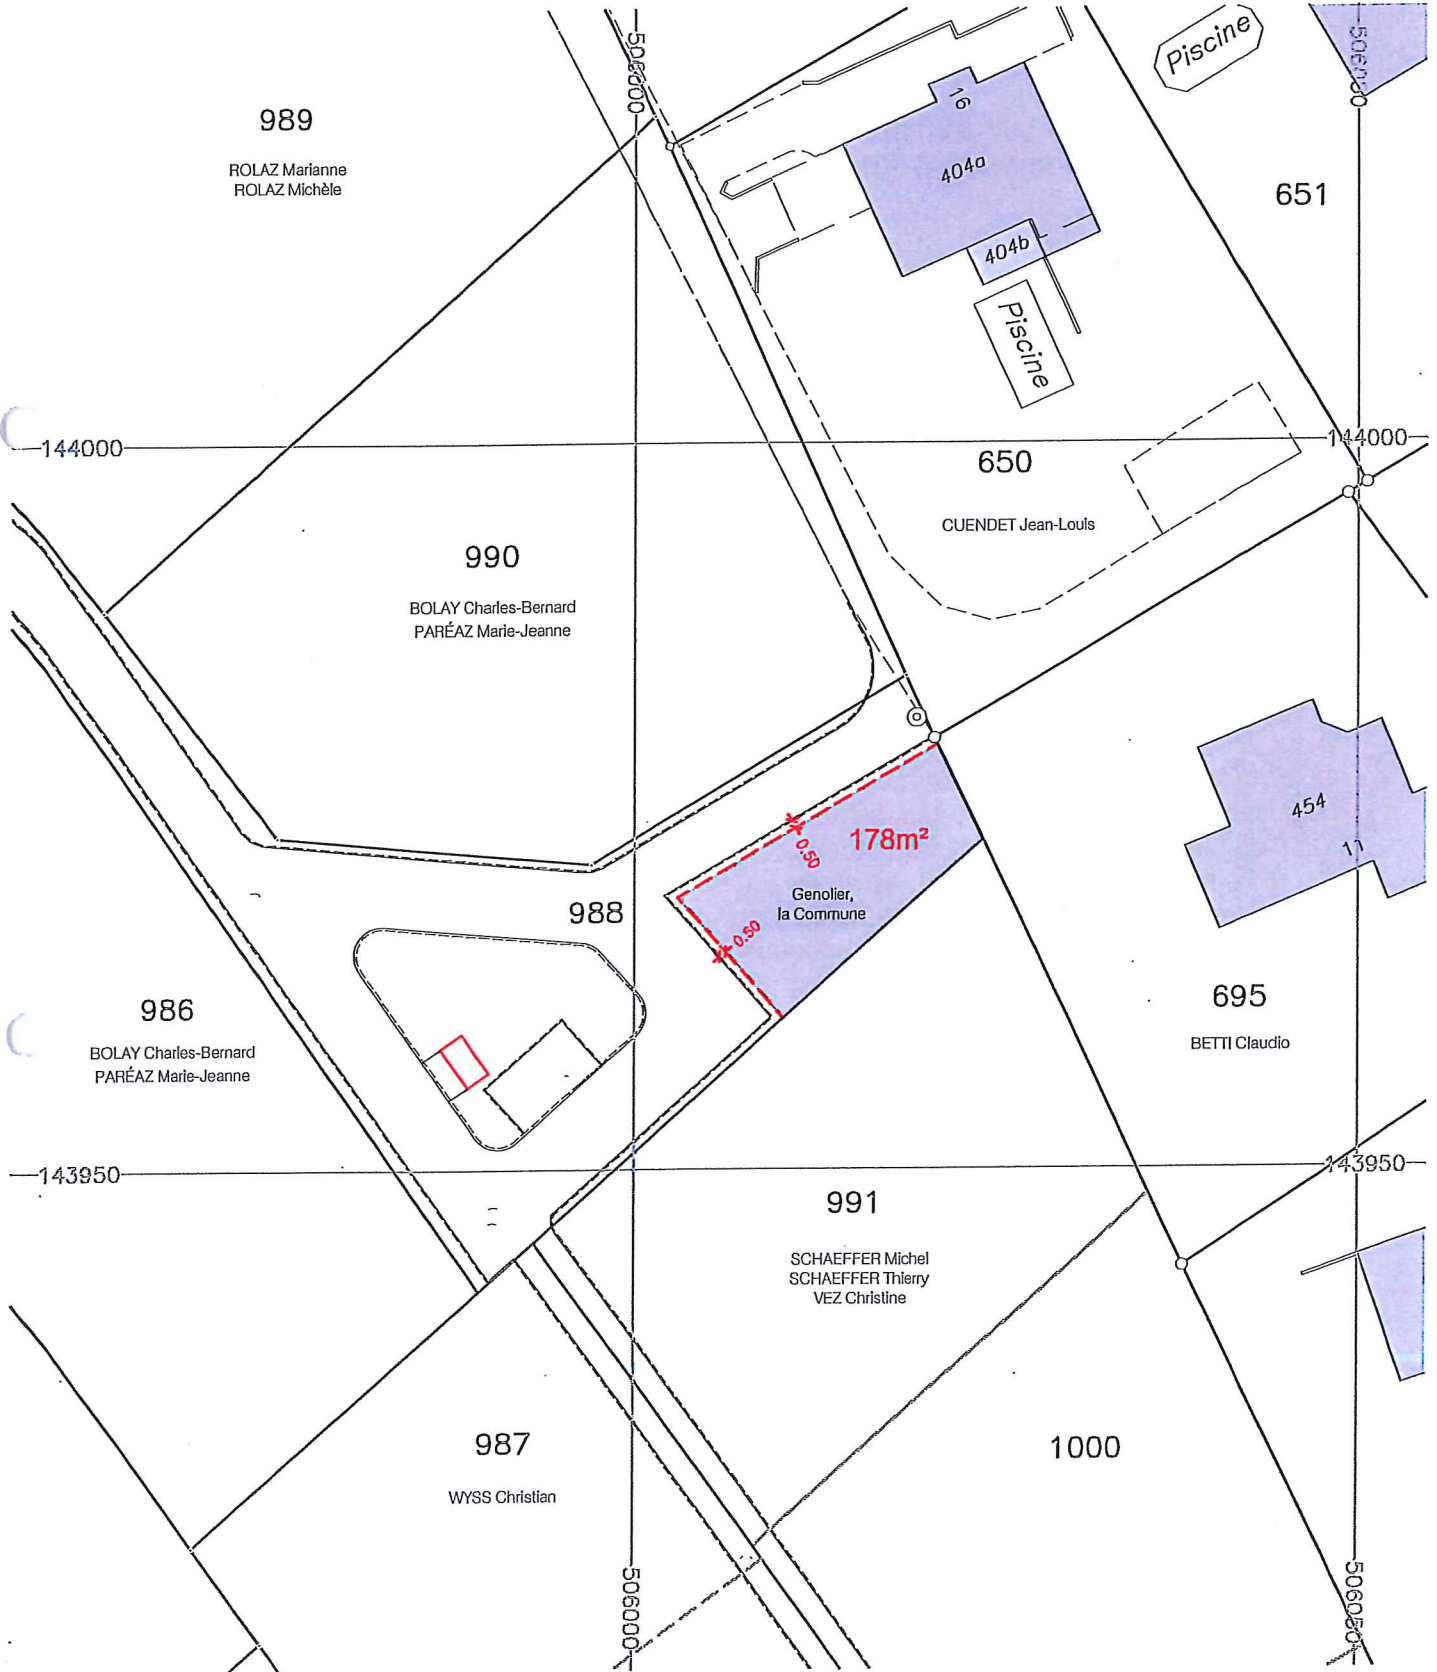 506000
506050
Piscine
989
ROLAZ Marianne
ROLAZ Michèle
16
404a
651
404b
Piscine
144000
144000
650
CUENDET Jean-Louis
990
BOLAY Charles-Bernard
PARÉAZ Marie-Jeanne
454
11
178m²
0.50
Genolier,
la Commune
988
0.50
986
BOLAY Charles-Bernard
PARÉAZ Marie-Jeanne
695
BETTI Claudio
143950
143950
991
SCHAEFFER Michel
SCHAEFFER Thierry
VEZ Christine
987
WYSS Christian
1000
506000
506050